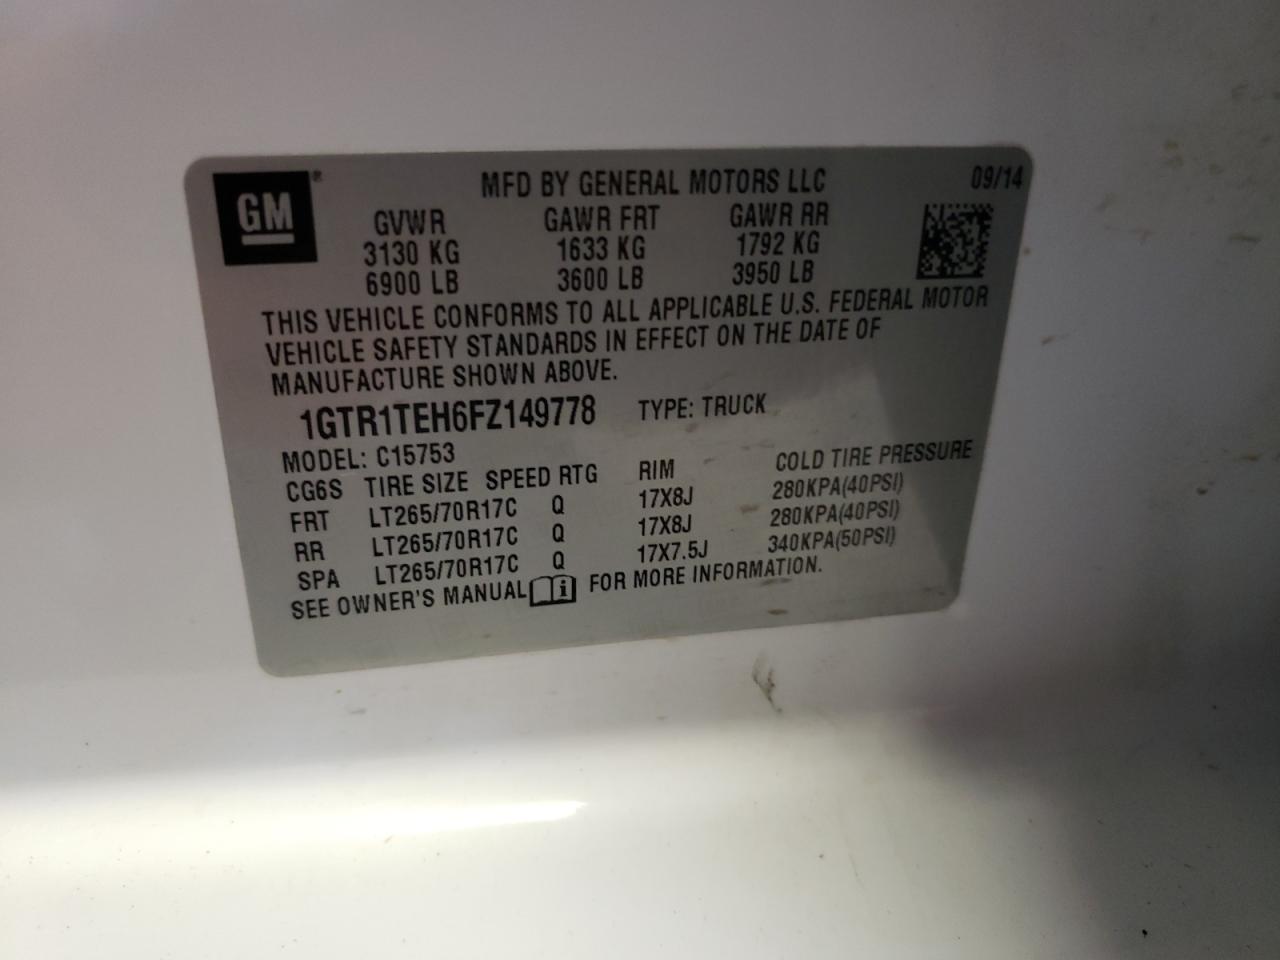 GM®
MFD BY GENERAL MOTORS LLC 09/14
GVWR GAWR FRT GAWR RR
3130 KG 1633 KG 1792 KG
6900 LB 3600 LB 3950 LB
THIS VEHICLE CONFORMS TO ALL APPLICABLE U.S. FEDERAL MOTOR
VEHICLE SAFETY STANDARDS IN EFFECT ON THE DATE OF
MANUFACTURE SHOWN ABOVE.
1GTR1TEH6FZ149778 TYPE: TRUCK
MODEL: C15753
CG6S TIRE SIZE SPEED RTG RIM COLD TIRE PRESSURE
FRT LT265/70R17C Q 17X8J 280KPA(40PSI)
RR LT265/70R17C Q 17X8J 280KPA(40PSI)
SPA LT265/70R17C Q 17X7.5J 340KPA(50PSI)
SEE OWNER'S MANUAL i FOR MORE INFORMATION.